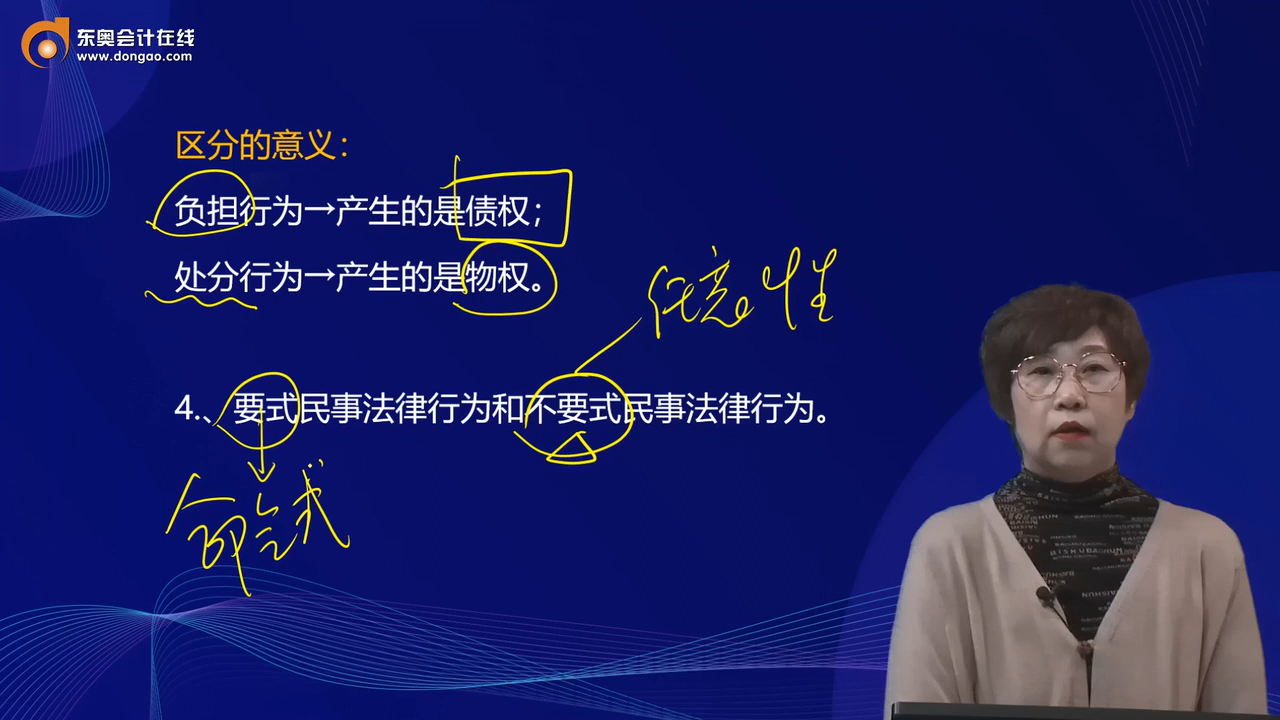 东奥会计在线
www.dongao.com
区分的意义：
负担行为→产生的是债权；
处分行为→产生的是物权。
任意性
4.、要式民事法律行为和不要式民事法律行为。
命令式